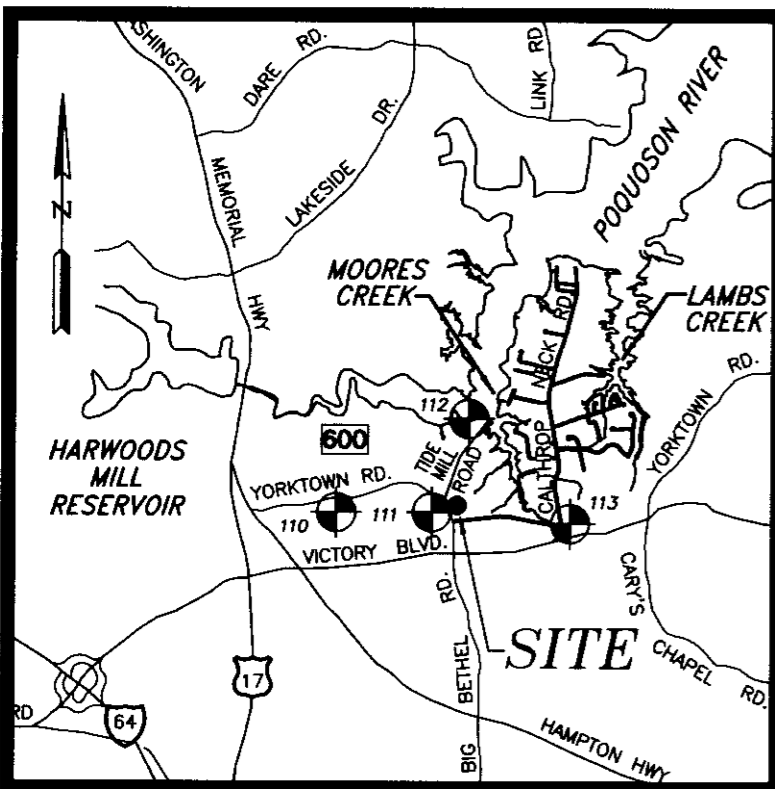 ASHINGTON
MEMORIAL
HWY
DARE RD.
LAKESIDE DR.
LINK RD
POQUOSON RIVER
N
MOORES
CREEK
LAMBS
CREEK
CALTHROP NECK RD
YORKTOWN RD.
HARWOODS
MILL
RESERVOIR
112
600
TIDE MILL ROAD
YORKTOWN RD.
110
111
113
VICTORY BLVD.
CARY'S CHAPEL RD.
SITE
BIG BETHEL RD.
17
64
RD
HAMPTON HWY